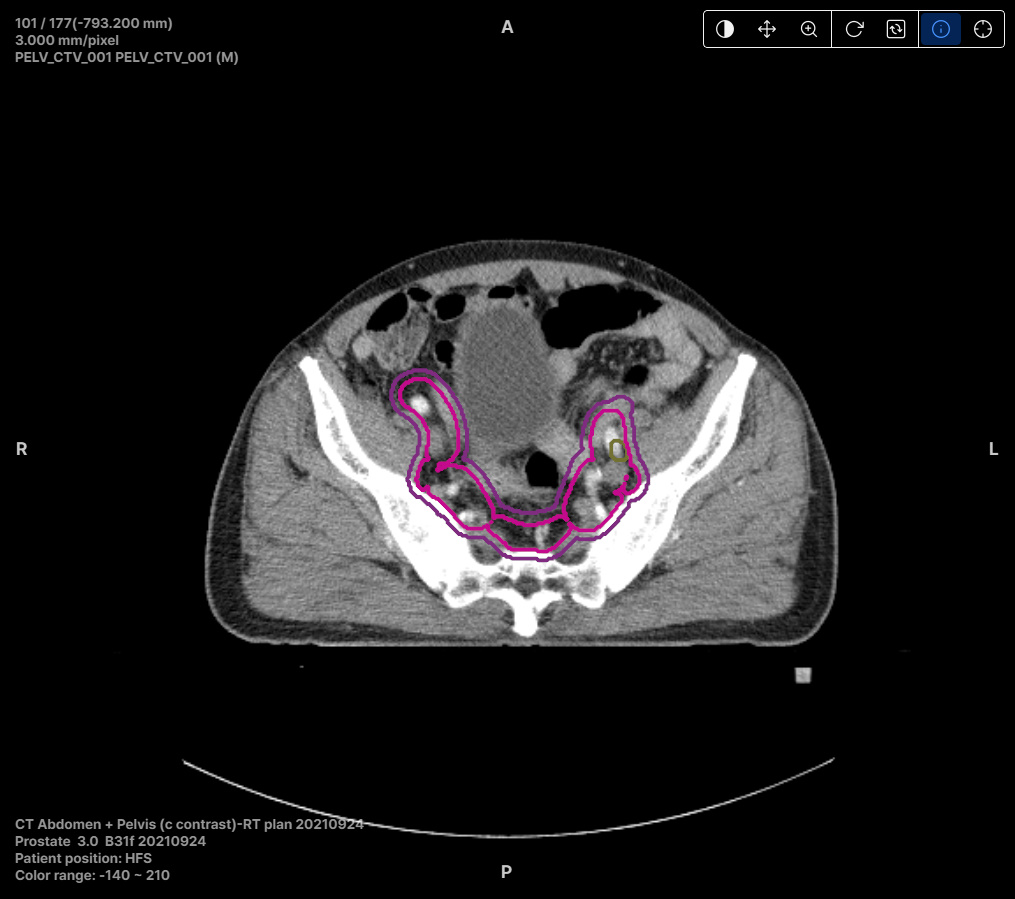 101 / 177(-793.200 mm)
3.000 mm/pixel
PELV_CTV_001 PELV_CTV_001 (M)
A
R
L
CT Abdomen + Pelvis (c contrast)-RT plan 20210924
Prostate 3.0 B31f 20210924
Patient position: HFS
Color range: -140 ~ 210
P